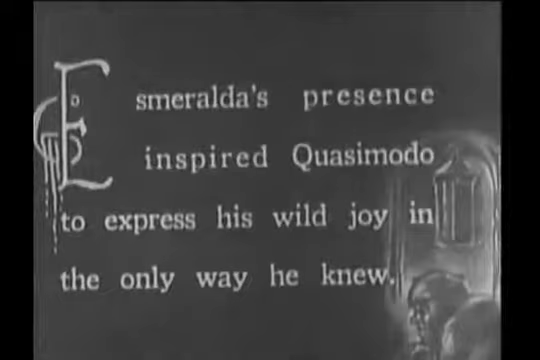 Esmeralda's presence
inspired Quasimodo
to express his wild joy in
the only way he knew.